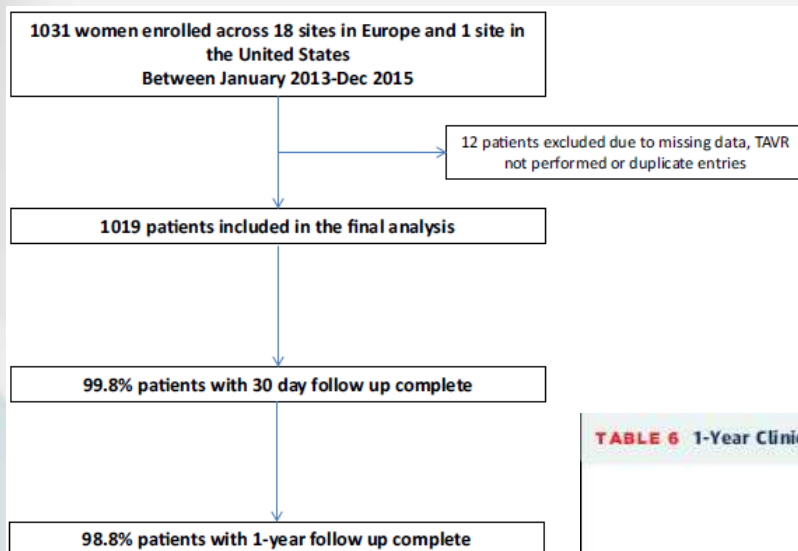 1031 women enrolled across 18 sites in Europe and 1 site in
the United States
Between January 2013-Dec 2015
12 patients excluded due to missing data, TAVR
not performed or duplicate entries
1019 patients included in the final analysis
99.8% patients with 30 day follow up complete
TABLE 6 1-Year
98.8% patients with 1-year follow up complete